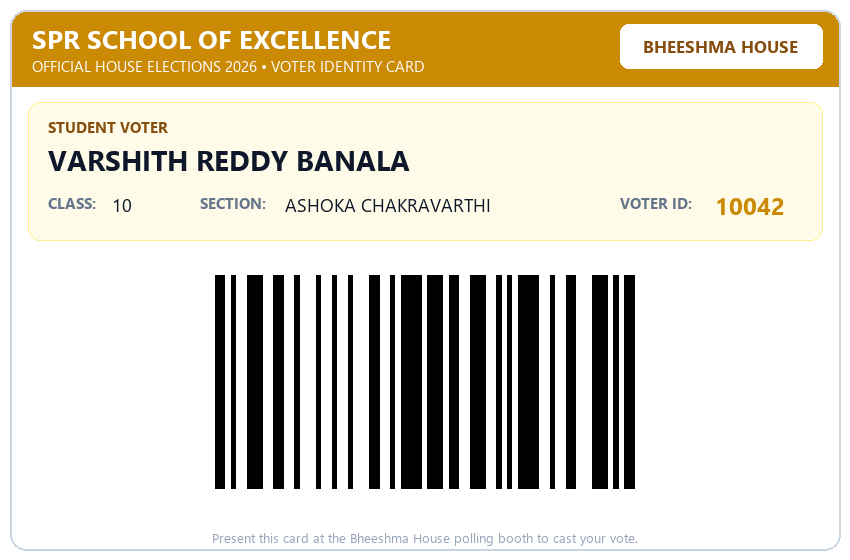 SPR SCHOOL OF EXCELLENCE
OFFICIAL HOUSE ELECTIONS 2026 • VOTER IDENTITY CARD
BHEESHMA HOUSE
STUDENT VOTER
VARSHITH REDDY BANALA
CLASS: 10 SECTION: ASHOKA CHAKRAVARTHI VOTER ID: 10042
Present this card at the Bheeshma House polling booth to cast your vote.